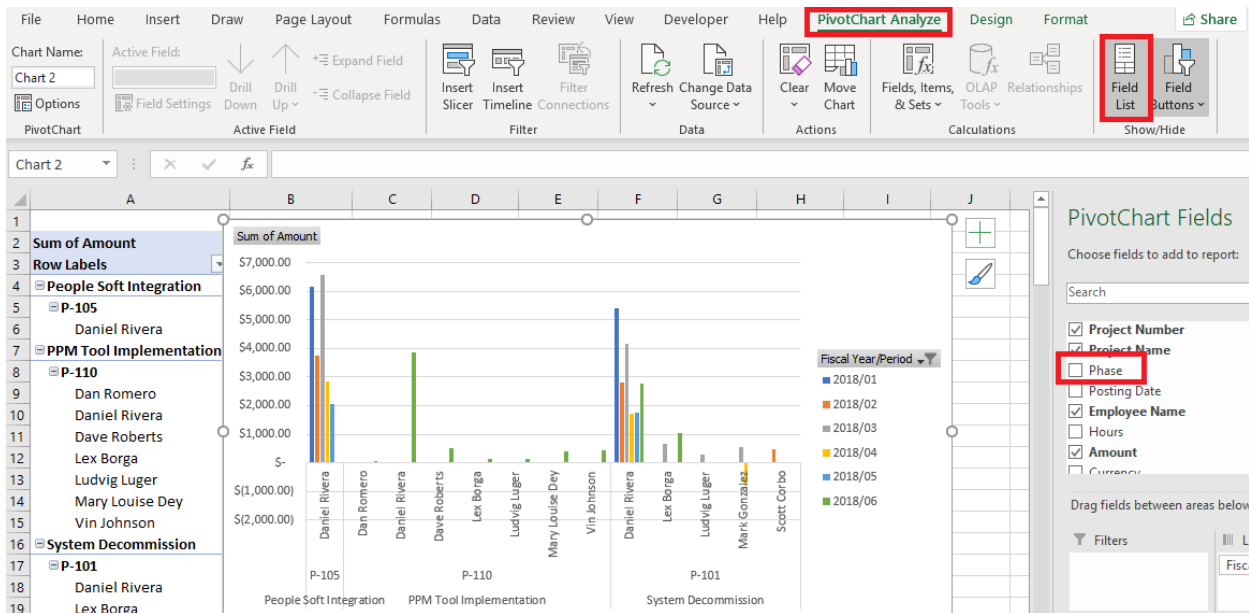 File Home Insert Draw Page Layout Formulas Data Review View Developer Help PivotChart Analyze Design Format Share
Chart Name:
Chart 2
Options
PivotChart
Active Field:
Field Settings
Drill Down
Drill Up
Expand Field
Collapse Field
Active Field
Insert Slicer
Insert Timeline
Filter Connections
Filter
Refresh
Change Data Source
Data
Clear
Move Chart
Actions
Fields, Items, & Sets
OLAP Tools
Relationships
Calculations
Field List
Field Buttons
Show/Hide
Chart 2
fx
A B C D E F G H I J
1
2 Sum of Amount
3 Row Labels
4 People Soft Integration
5 P-105
6 Daniel Rivera
7 PPM Tool Implementation
8 P-110
9 Dan Romero
10 Daniel Rivera
11 Dave Roberts
12 Lex Borga
13 Ludvig Luger
14 Mary Louise Dey
15 Vin Johnson
16 System Decommission
17 P-101
18 Daniel Rivera
19 Lex Borga
Sum of Amount
$7,000.00
$6,000.00
$5,000.00
$4,000.00
$3,000.00
$2,000.00
$1,000.00
$-
$(1,000.00)
$(2,000.00)
Daniel Rivera
Dan Romero
Daniel Rivera
Dave Roberts
Lex Borga
Ludvig Luger
Mary Louise Dey
Vin Johnson
Daniel Rivera
Lex Borga
Ludvig Luger
Mark Gonzalez
Scott Corbo
P-105 P-110 P-101
People Soft Integration PPM Tool Implementation System Decommission
Fiscal Year/Period
2018/01
2018/02
2018/03
2018/04
2018/05
2018/06
PivotChart Fields
Choose fields to add to report:
Search
Project Number
Project Name
Phase
Posting Date
Employee Name
Hours
Amount
Currency
Drag fields between areas below
Filters
L
Fisca